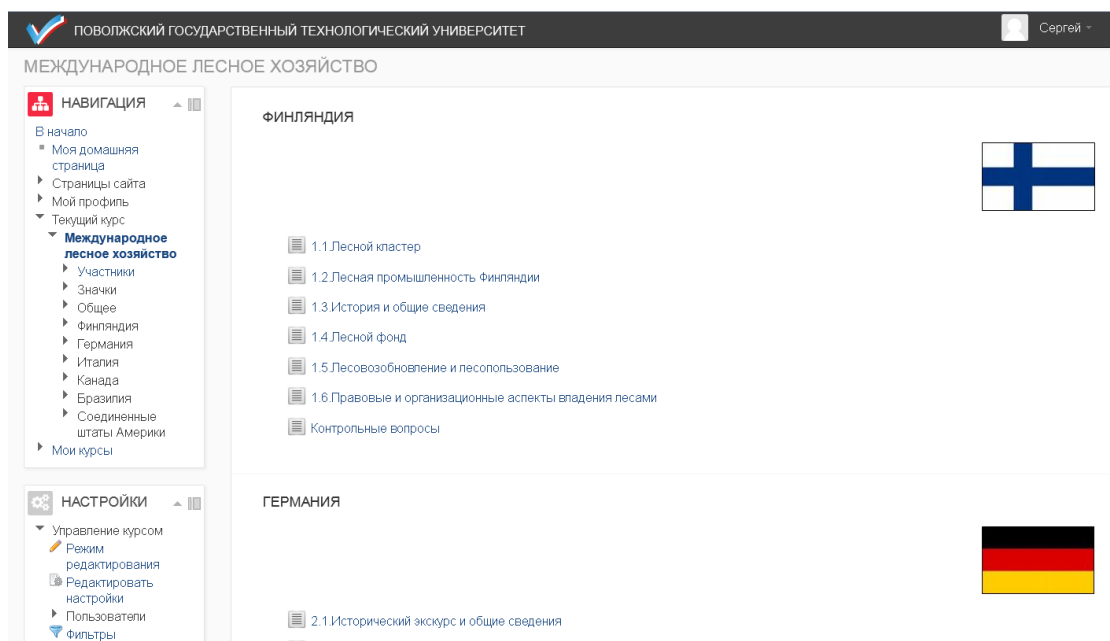 ПОВОЛЖСКИЙ ГОСУДАРСТВЕННЫЙ ТЕХНОЛОГИЧЕСКИЙ УНИВЕРСИТЕТ
Сергей
МЕЖДУНАРОДНОЕ ЛЕСНОЕ ХОЗЯЙСТВО
НАВИГАЦИЯ
В начало
Моя домашняя
страница
Страницы сайта
Мой профиль
Текущий курс
Международное
лесное хозяйство
Участники
Значки
Общее
Финляндия
Германия
Италия
Канада
Бразилия
Соединенные
штаты Америки
Мои курсы
НАСТРОЙКИ
Управление курсом
Режим
редактирования
Редактировать
настройки
Пользователи
Фильтры
ФИНЛЯНДИЯ
1.1.Лесной кластер
1.2.Лесная промышленность Финляндии
1.3.История и общие сведения
1.4.Лесной фонд
1.5.Лесовозобновление и лесопользование
1.6.Правовые и организационные аспекты владения лесами
Контрольные вопросы
ГЕРМАНИЯ
2.1.Исторический экскурс и общие сведения